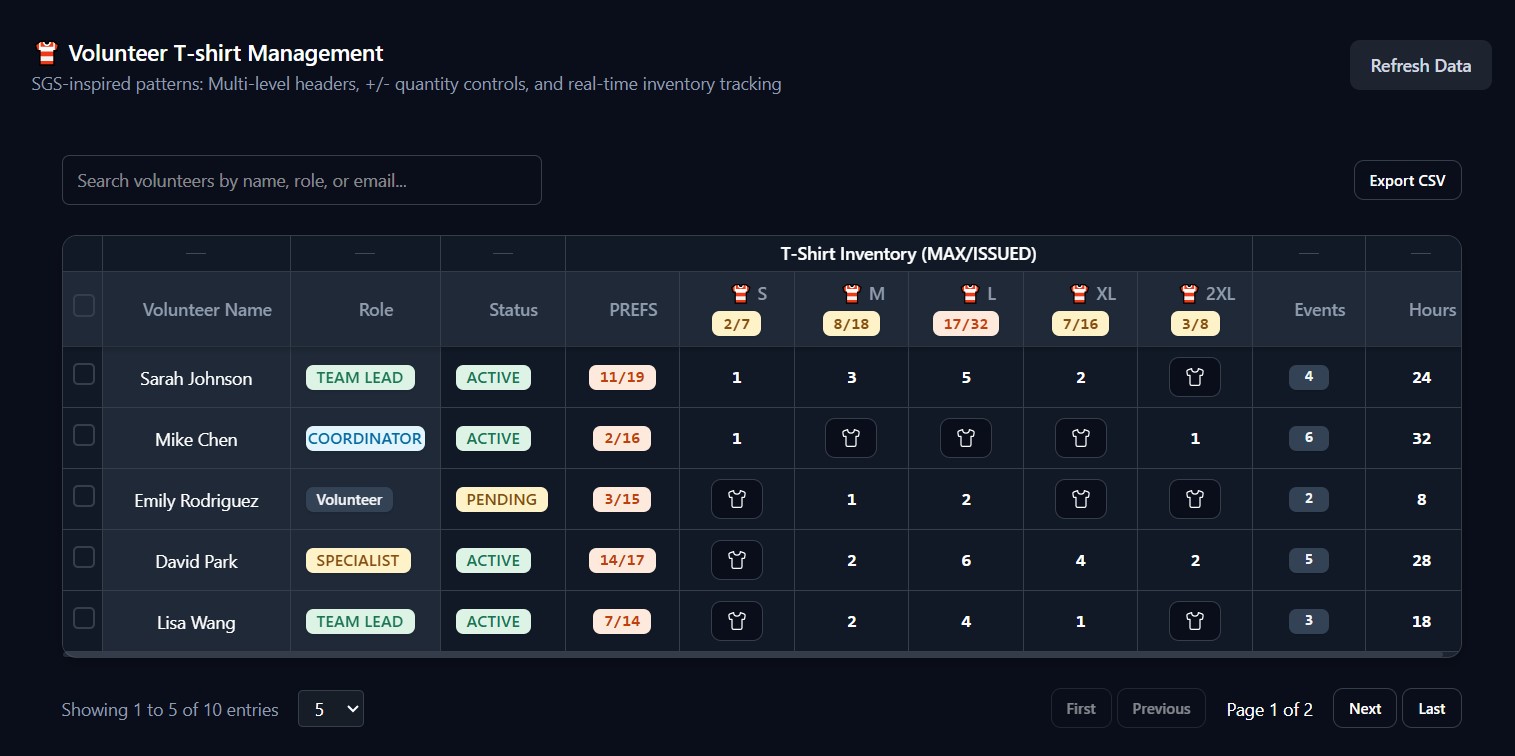 Volunteer T-shirt Management
SGS-inspired patterns: Multi-level headers, +/- quantity controls, and real-time inventory tracking
Refresh Data
Search volunteers by name, role, or email...
Export CSV
— — — T-Shirt Inventory (MAX/ISSUED) — —
S M L XL 2XL
Volunteer Name Role Status PREFS Events Hours
2/7 8/18 17/32 7/16 3/8
Sarah Johnson TEAM LEAD ACTIVE 11/19 1 3 5 2 4 24
Mike Chen COORDINATOR ACTIVE 2/16 1 1 6 32
Emily Rodriguez Volunteer PENDING 3/15 1 2 2 8
David Park SPECIALIST ACTIVE 14/17 2 6 4 2 5 28
Lisa Wang TEAM LEAD ACTIVE 7/14 2 4 1 3 18
Showing 1 to 5 of 10 entries 5 First Previous Page 1 of 2 Next Last